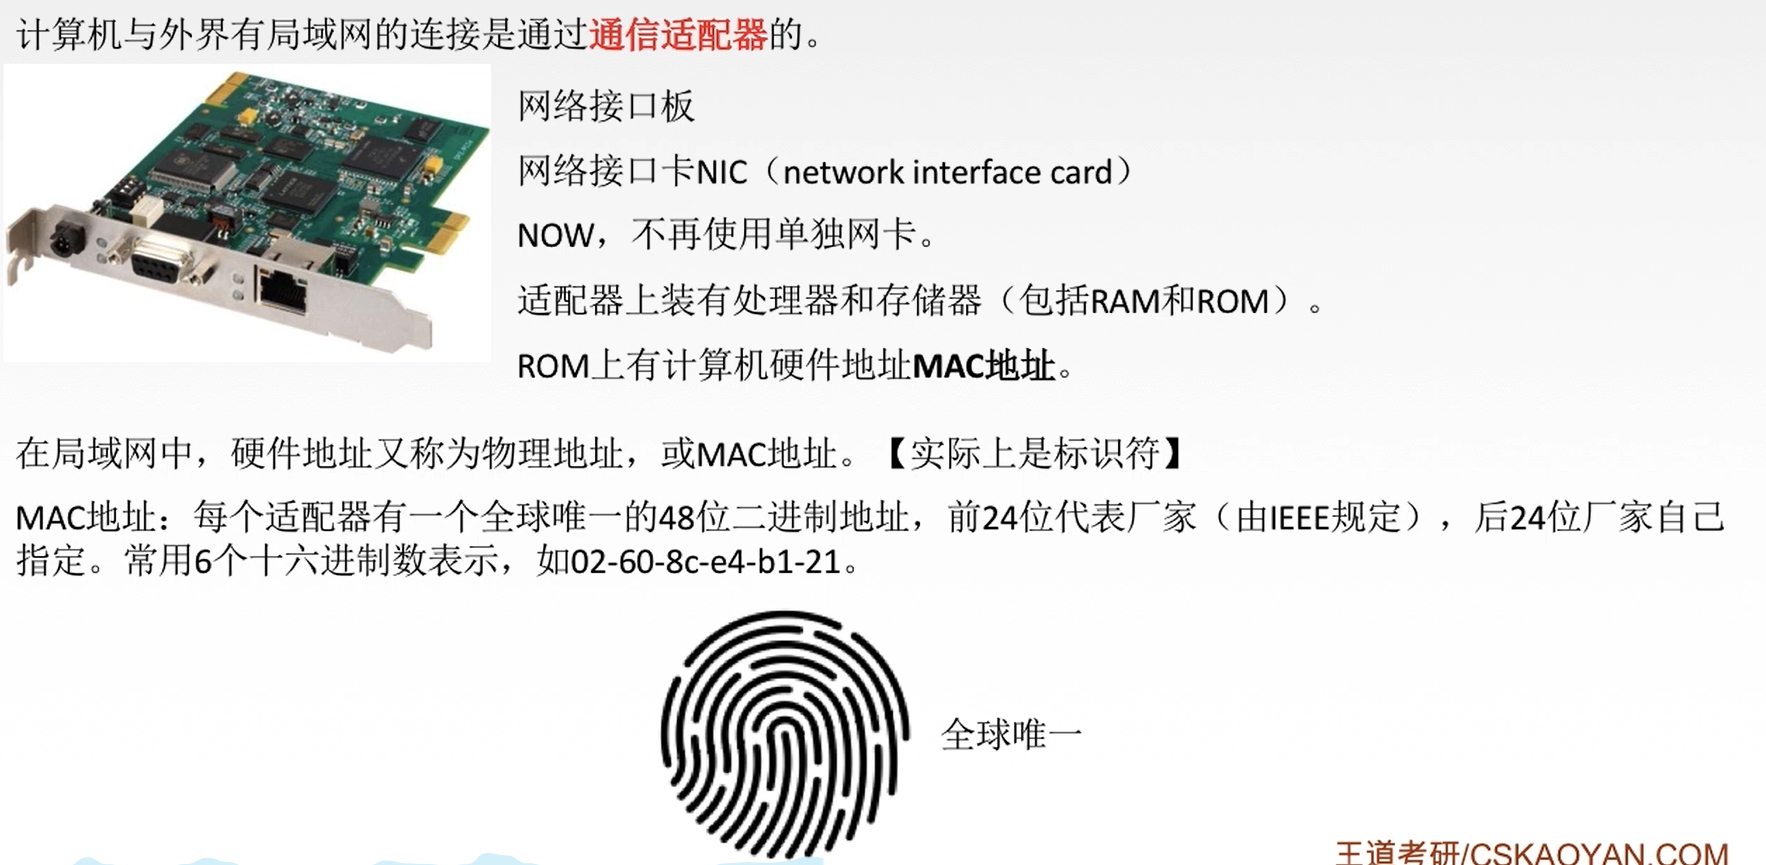 计算机与外界有局域网的连接是通过通信适配器的。
网络接口板
网络接口卡NIC（network interface card）
NOW，不再使用单独网卡。
适配器上装有处理器和存储器（包括RAM和ROM）。
ROM上有计算机硬件地址MAC地址。
在局域网中，硬件地址又称为物理地址，或MAC地址。【实际上是标识符】
MAC地址：每个适配器有一个全球唯一的48位二进制地址，前24位代表厂家（由IEEE规定），后24位厂家自己
指定。常用6个十六进制数表示，如02-60-8c-e4-b1-21。
全球唯一
王道考研/CSKAOYAN.COM